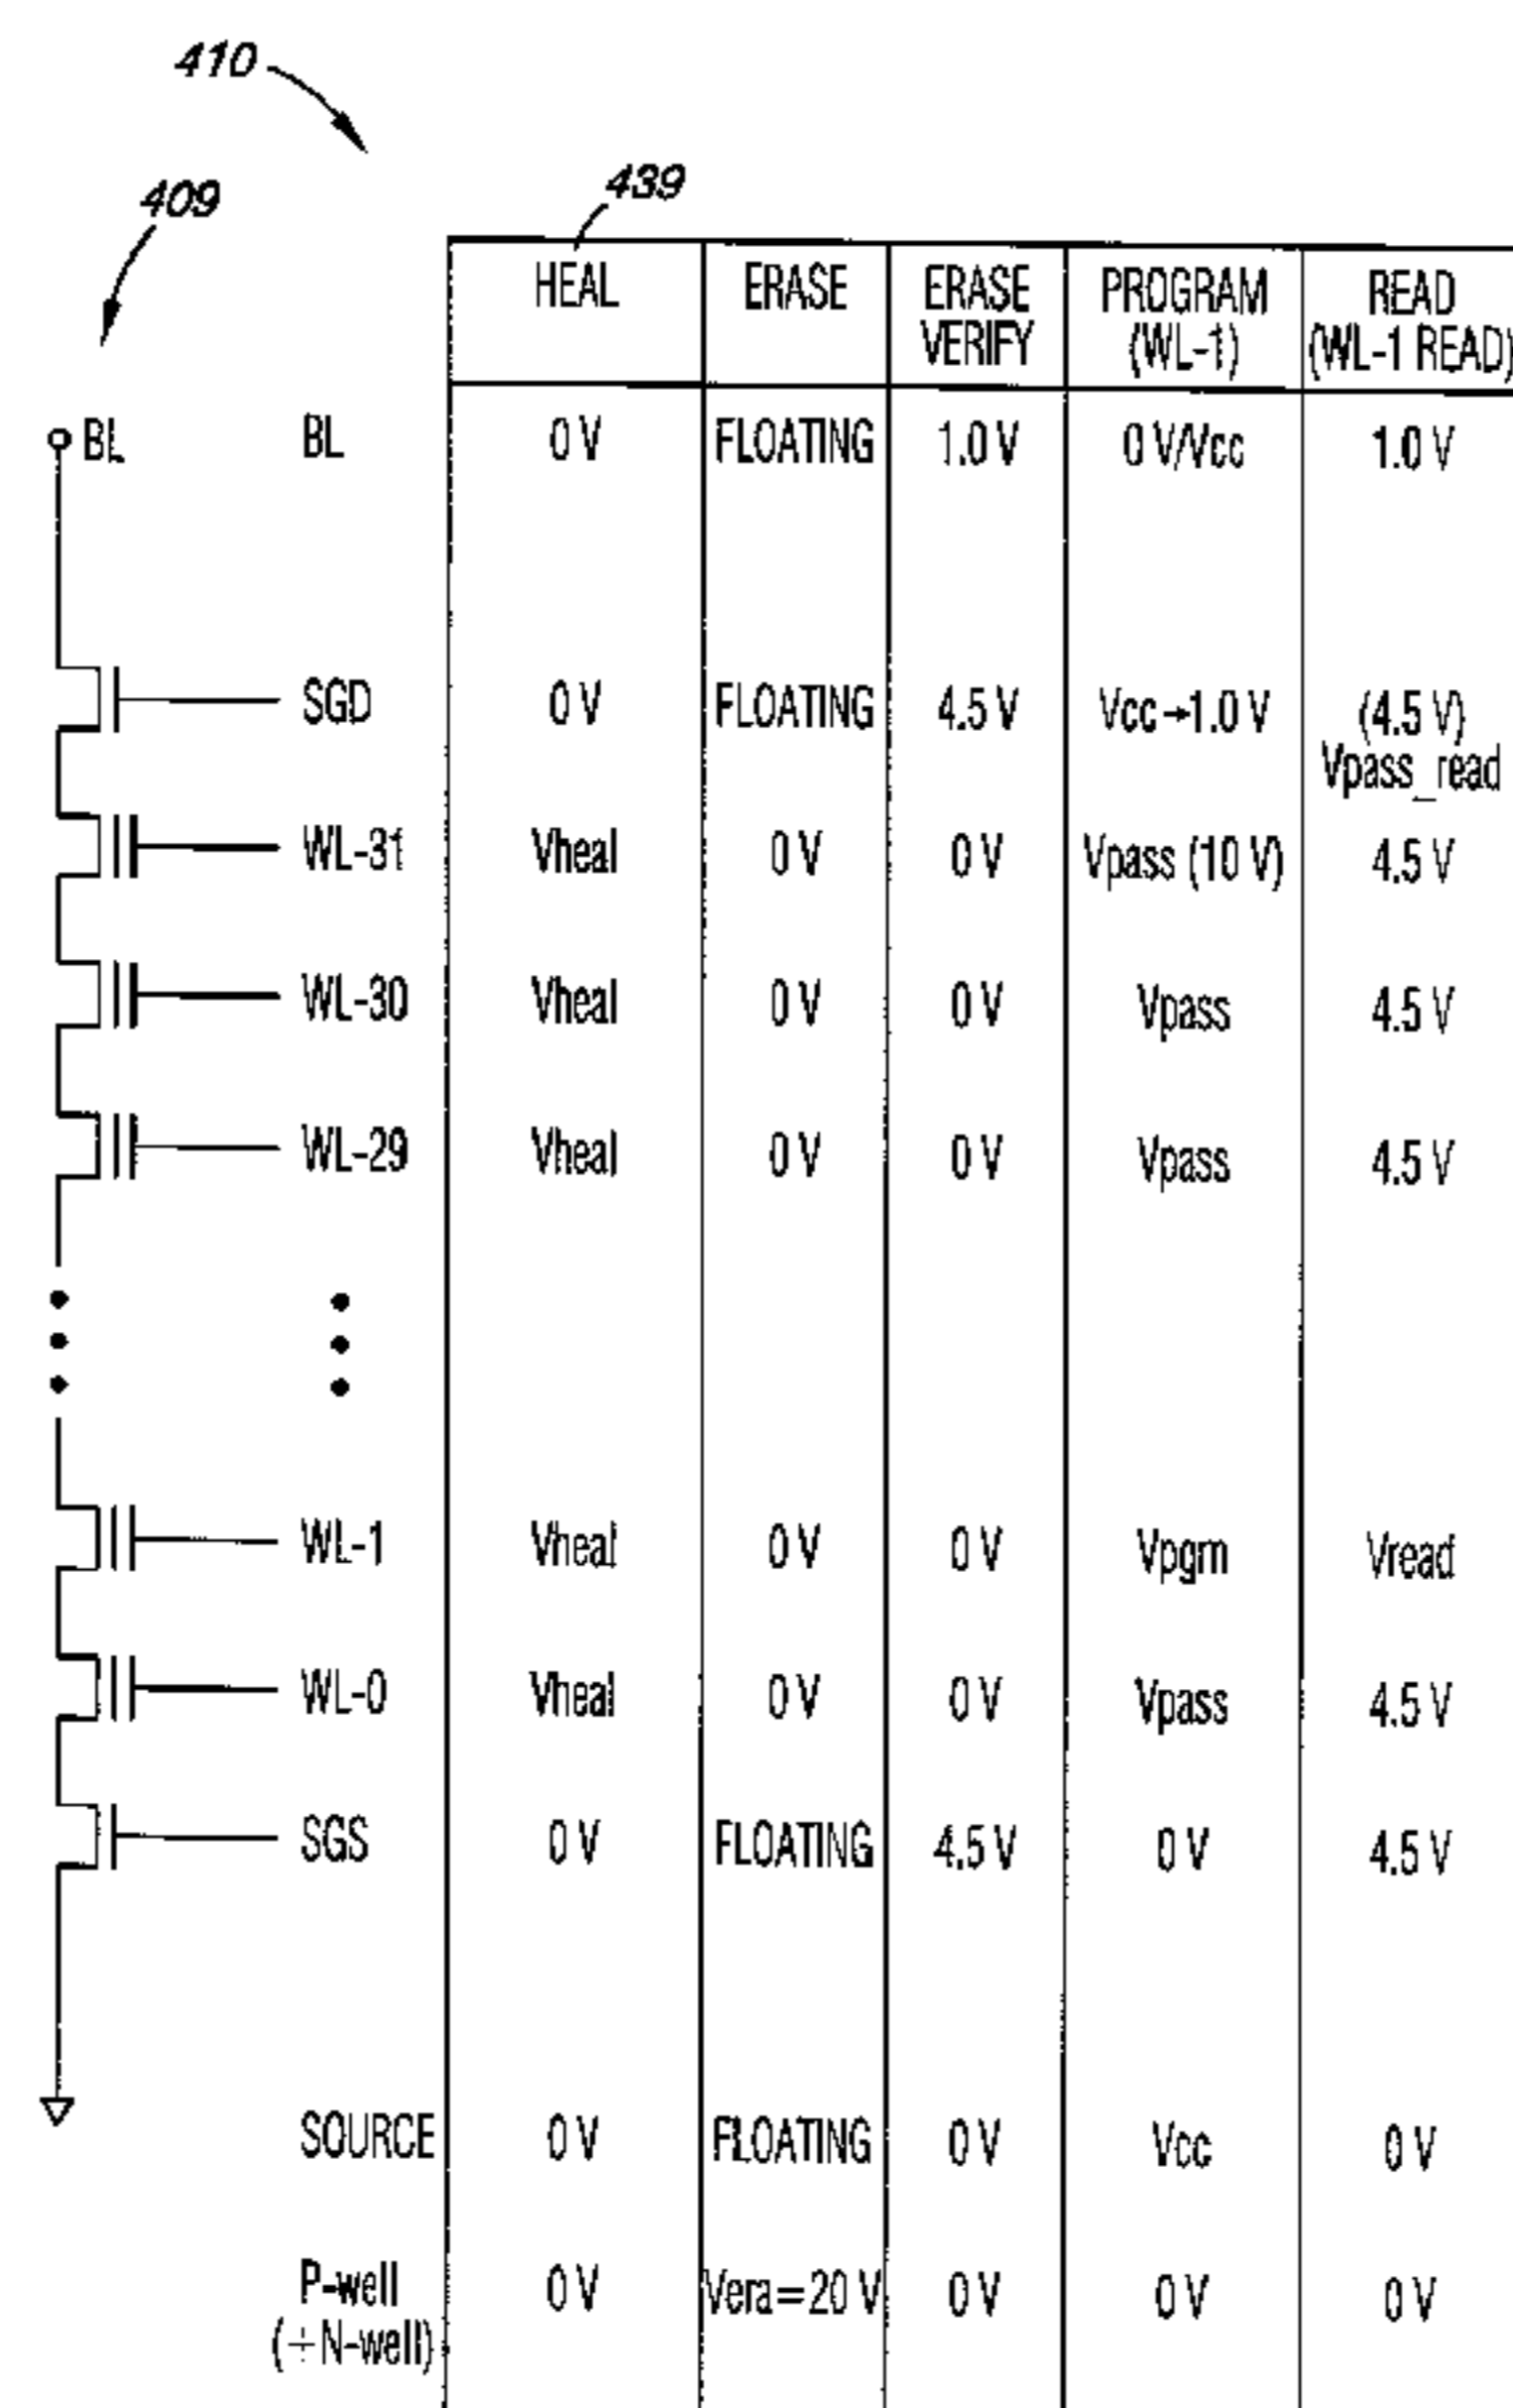 410
409
439
HEAL ERASE ERASE VERIFY PROGRAM (WL-1) READ (WL-1 READ)
BL BL 0 V FLOATING 1.0 V 0 V/Vcc 1.0 V
SGD 0 V FLOATING 4.5 V Vcc→1.0 V (4.5 V) Vpass_read
WL-31 Vheal 0 V 0 V Vpass (10 V) 4.5 V
WL-30 Vheal 0 V 0 V Vpass 4.5 V
WL-29 Vheal 0 V 0 V Vpass 4.5 V
WL-1 Vheal 0 V 0 V Vpgm Vread
WL-0 Vheal 0 V 0 V Vpass 4.5 V
SGS 0 V FLOATING 4.5 V 0 V 4.5 V
SOURCE 0 V FLOATING 0 V Vcc 0 V
P-well (+N-well) 0 V Vera=20 V 0 V 0 V 0 V